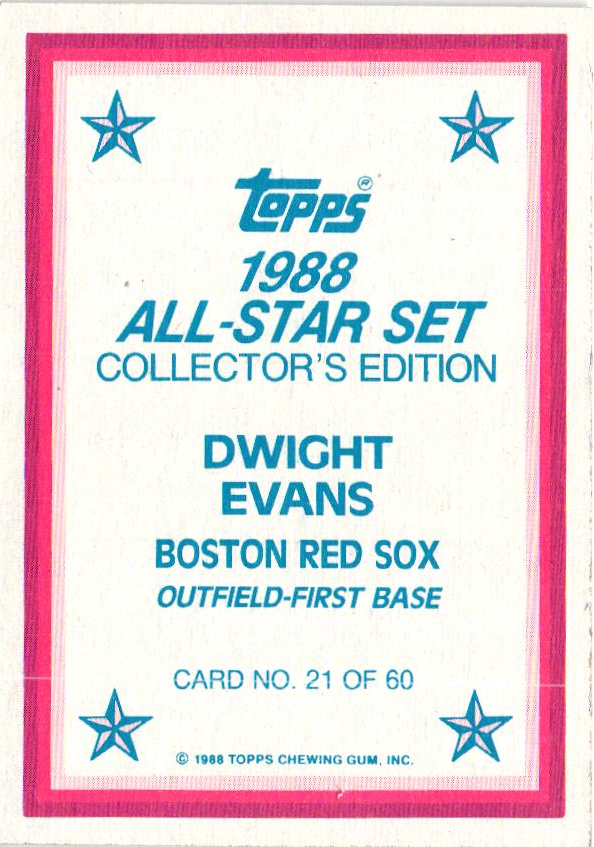 Topps®
1988
ALL-STAR SET
COLLECTOR'S EDITION
DWIGHT
EVANS
BOSTON RED SOX
OUTFIELD-FIRST BASE
CARD NO. 21 OF 60
© 1988 TOPPS CHEWING GUM, INC.